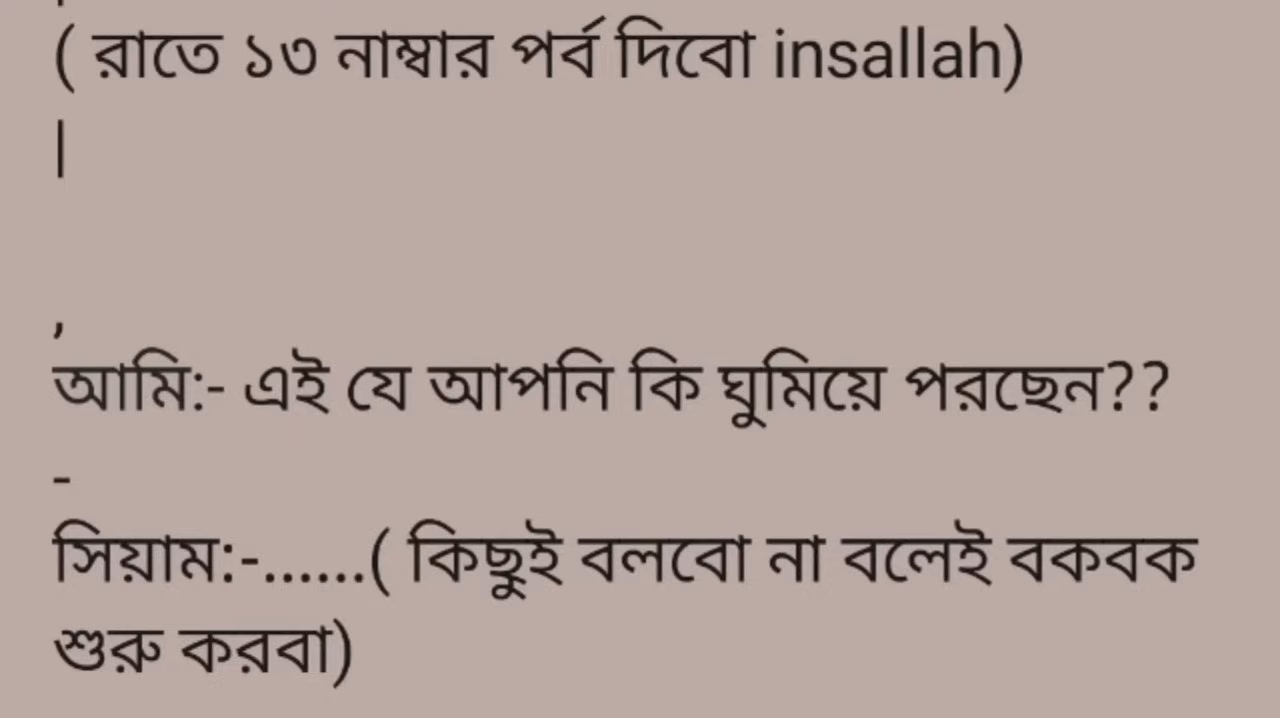 ( রাতে ১৩ নাম্বার পর্ব দিবো insallah)
|
,
আমি:- এই যে আপনি কি ঘুমিয়ে পরছেন??
-
সিয়াম:-......( কিছুই বলবো না বলেই বকবক
শুরু করবা)